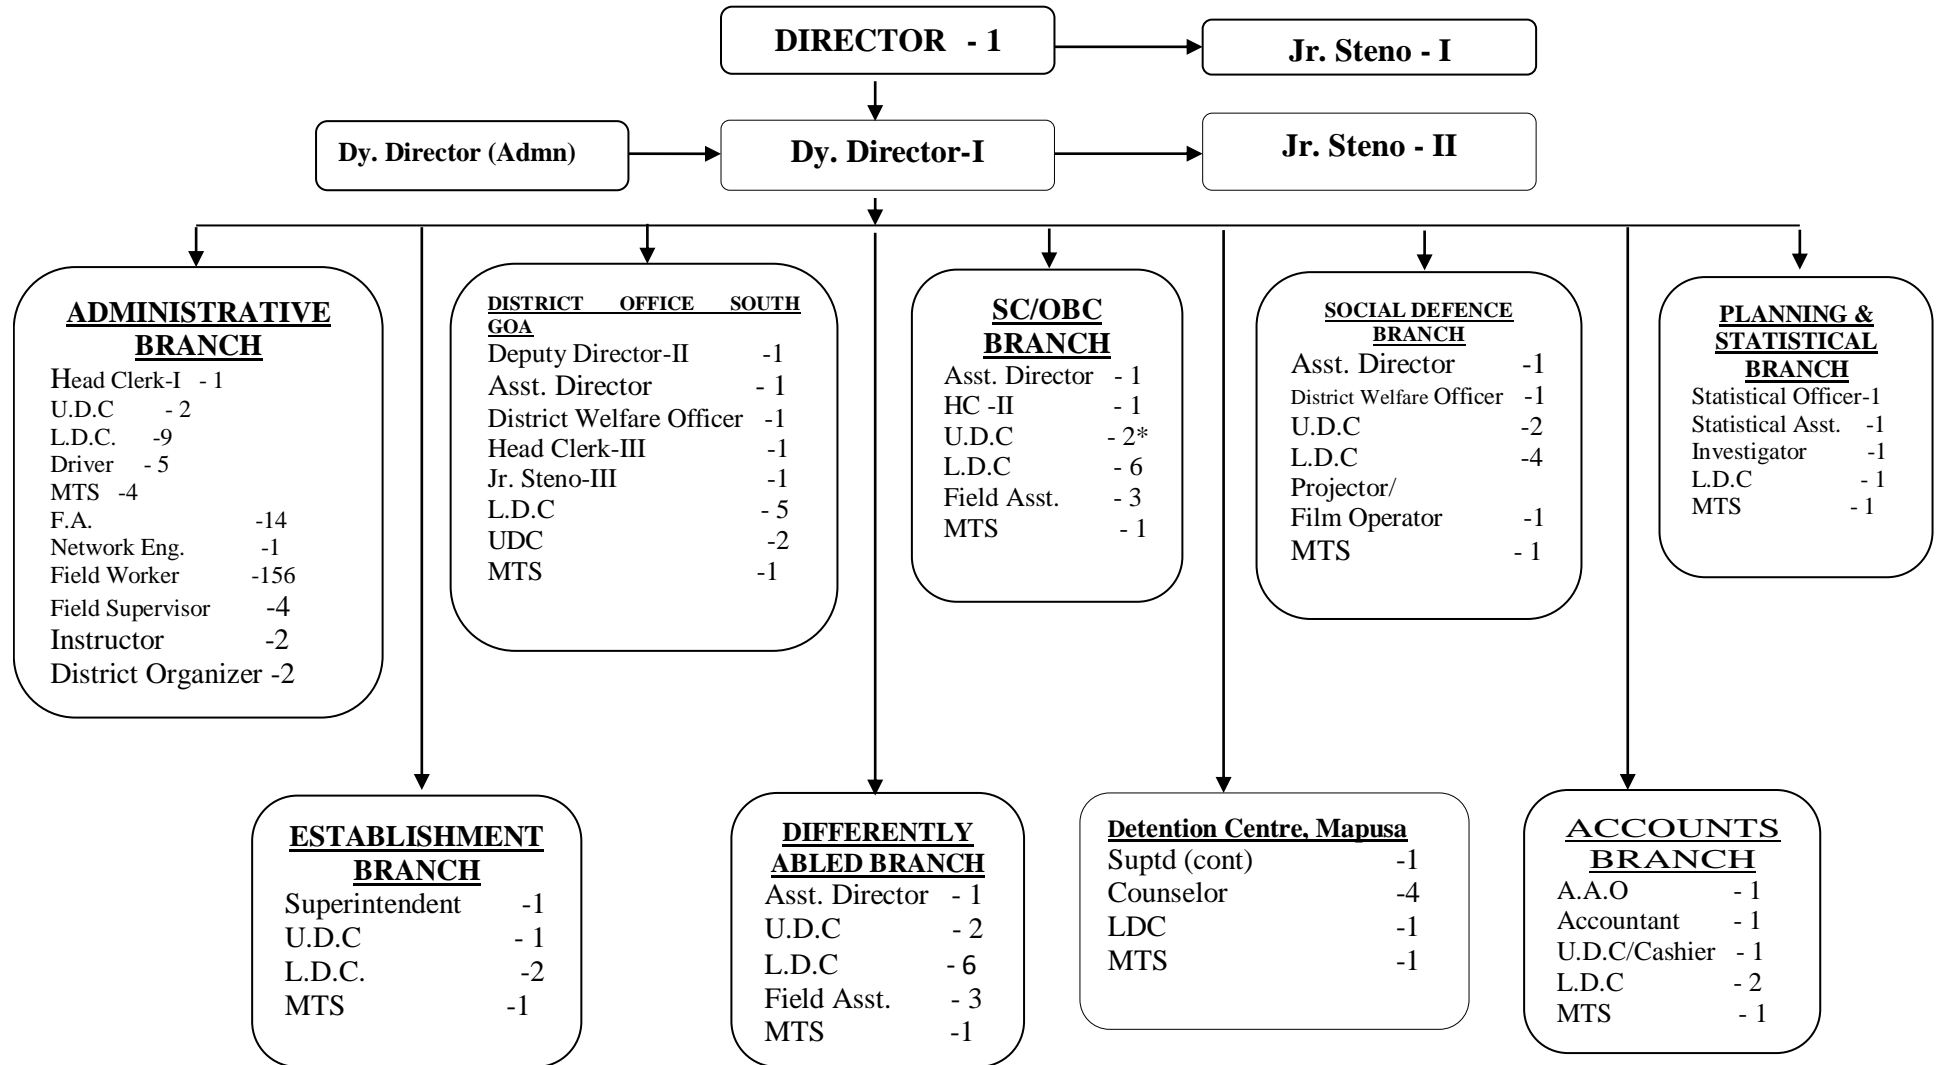 DIRECTOR - 1
Jr. Steno - I
Dy. Director (Admn)
Dy. Director-I
Jr. Steno - II
ADMINISTRATIVE
BRANCH
Head Clerk-I - 1
U.D.C - 2
L.D.C. -9
Driver - 5
MTS -4
F.A. -14
Network Eng. -1
Field Worker -156
Field Supervisor -4
Instructor -2
District Organizer -2
DISTRICT OFFICE SOUTH
GOA
Deputy Director-II -1
Asst. Director - 1
District Welfare Officer -1
Head Clerk-III -1
Jr. Steno-III -1
L.D.C - 5
UDC -2
MTS -1
SC/OBC
BRANCH
Asst. Director - 1
HC -II - 1
U.D.C - 2*
L.D.C - 6
Field Asst. - 3
MTS - 1
SOCIAL DEFENCE
BRANCH
Asst. Director -1
District Welfare Officer -1
U.D.C -2
L.D.C -4
Projector/
Film Operator -1
MTS - 1
PLANNING &
STATISTICAL
BRANCH
Statistical Officer-1
Statistical Asst. -1
Investigator -1
L.D.C - 1
MTS - 1
ESTABLISHMENT
BRANCH
Superintendent -1
U.D.C - 1
L.D.C. -2
MTS -1
DIFFERENTLY
ABLED BRANCH
Asst. Director - 1
U.D.C - 2
L.D.C - 6
Field Asst. - 3
MTS -1
Detention Centre, Mapusa
Suptd (cont) -1
Counselor -4
LDC -1
MTS -1
ACCOUNTS
BRANCH
A.A.O - 1
Accountant - 1
U.D.C/Cashier - 1
L.D.C - 2
MTS - 1